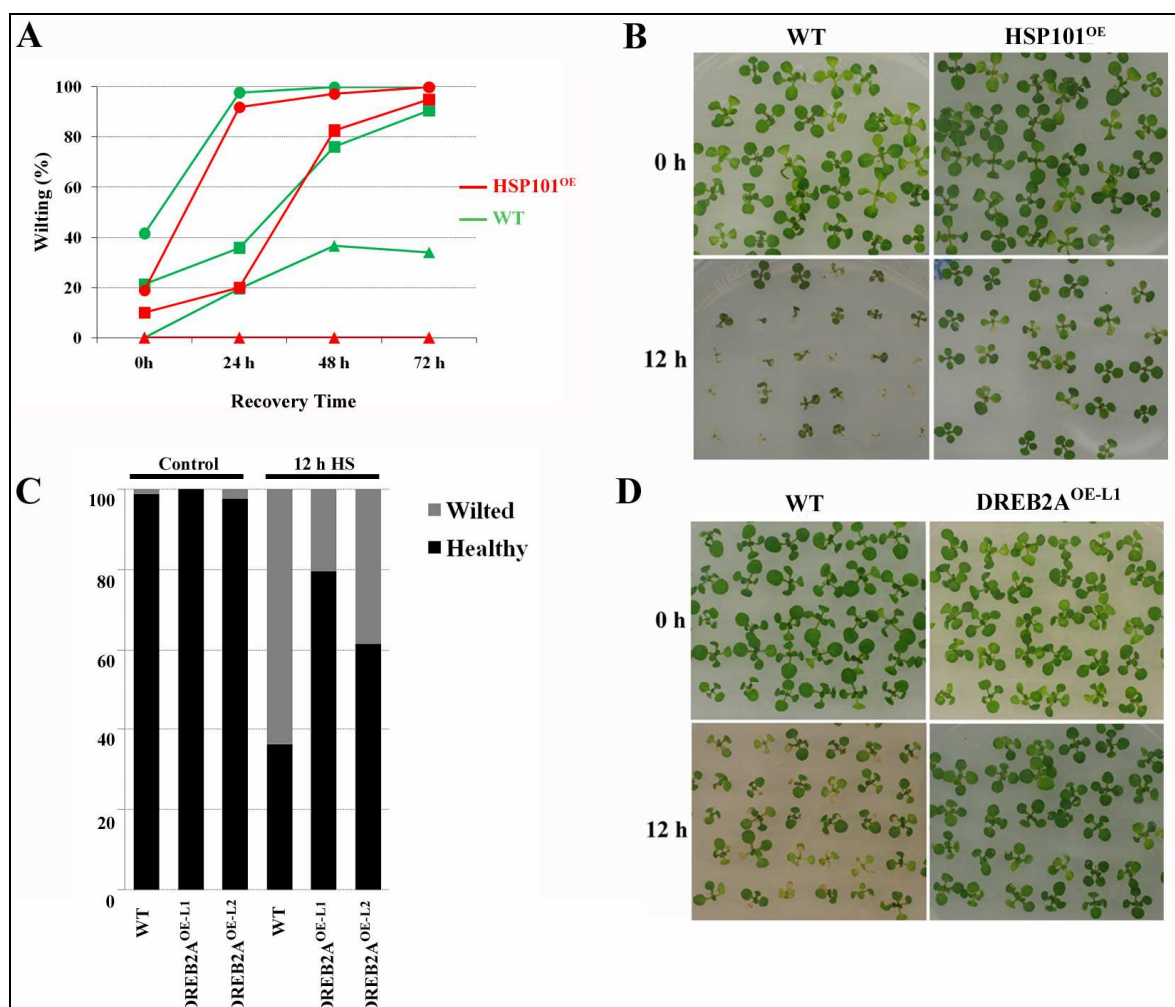 A
100
80
60
40
20
0
Wilting (%)
0h
24 h
48 h
72 h
Recovery Time
HSP101OE
WT
B
WT
HSP101OE
0 h
12 h
C
Control
12 h HS
100
80
60
40
20
0
Wilted
Healthy
WT
DREB2AOE-L1
DREB2AOE-L2
WT
DREB2AOE-L1
DREB2AOE-L2
D
WT
DREB2AOE-L1
0 h
12 h